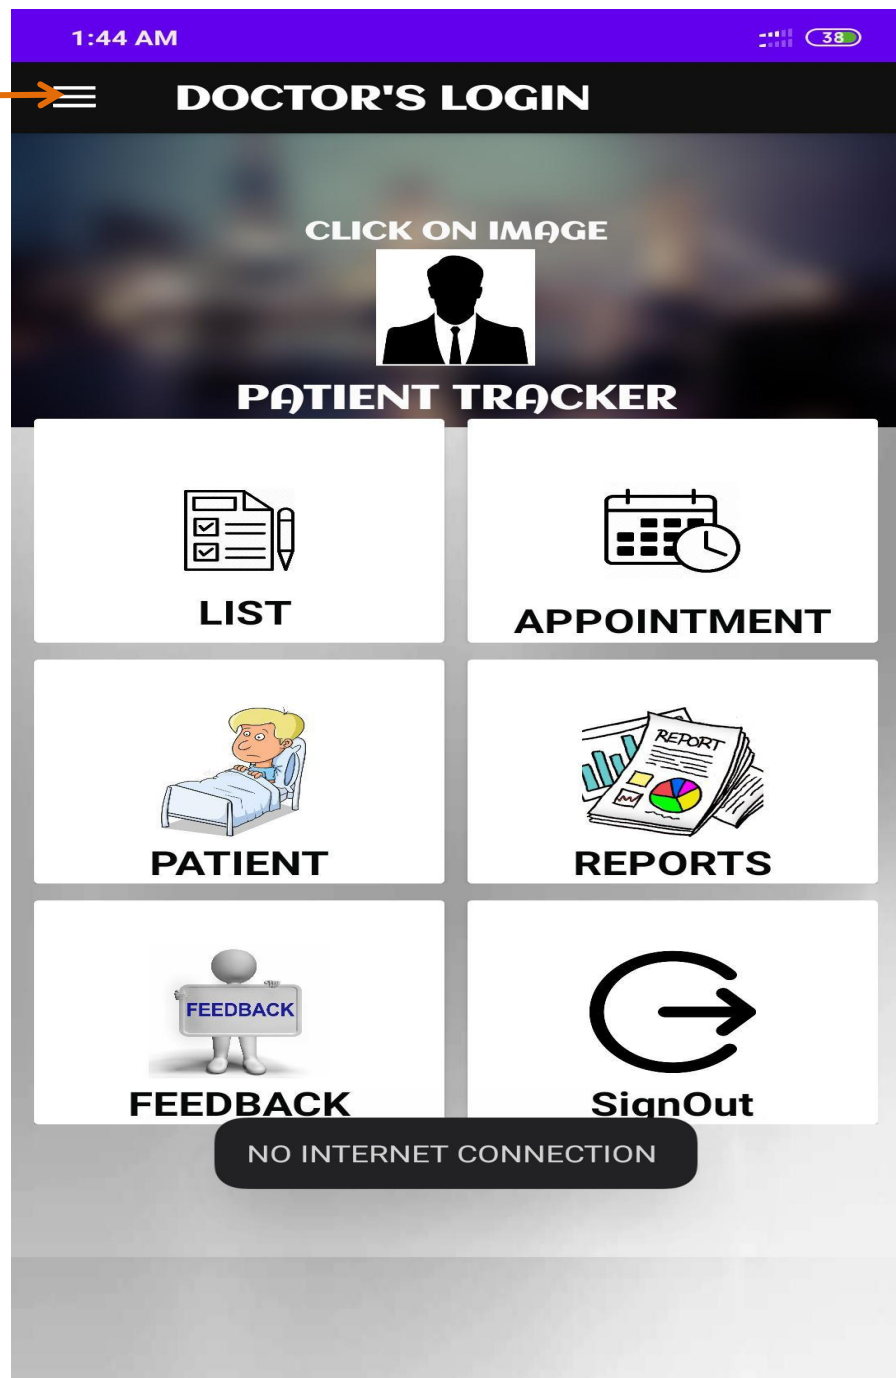 1:44 AM 38
DOCTOR'S LOGIN
CLICK ON IMAGE
PATIENT TRACKER
LIST
APPOINTMENT
REPORT
PATIENT
REPORTS
FEEDBACK
FEEDBACK
SignOut
NO INTERNET CONNECTION